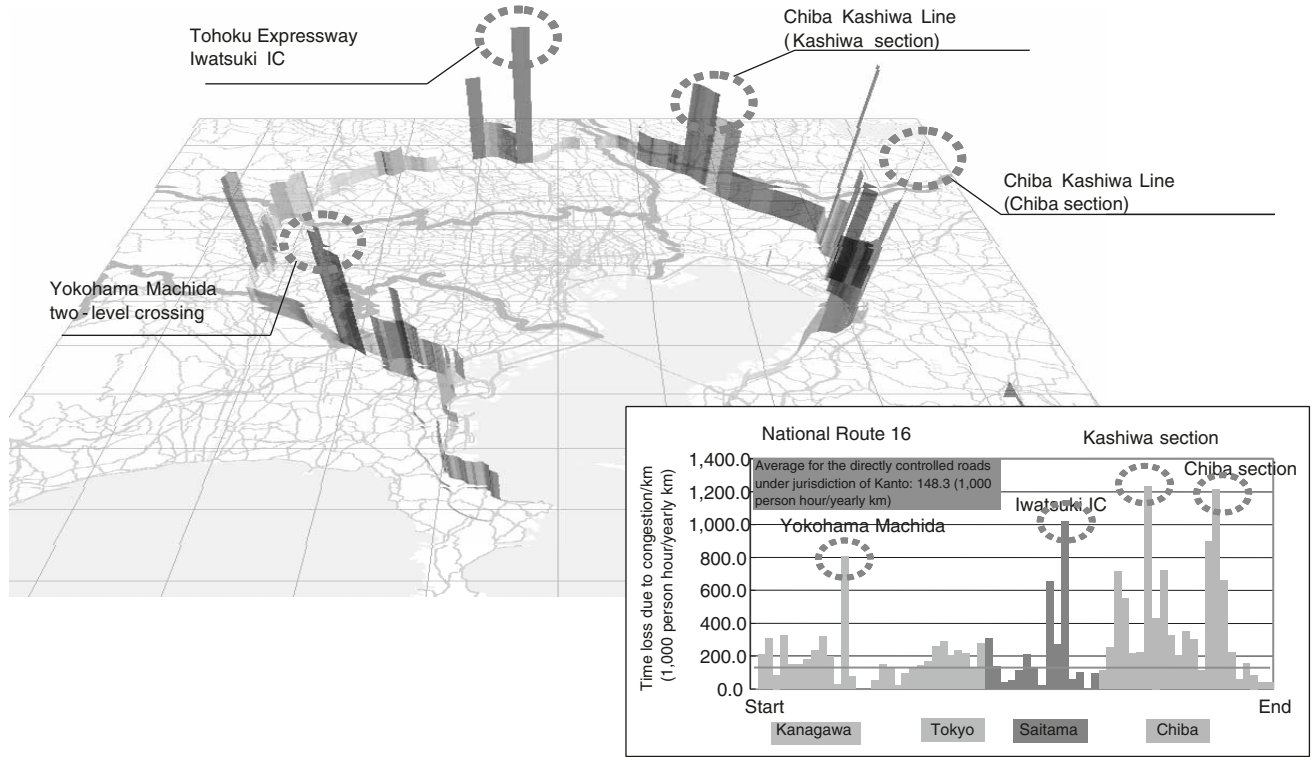 Tohoku Expressway
Iwatsuki IC
Chiba Kashiwa Line
(Kashiwa section)
Chiba Kashiwa Line
(Chiba section)
Yokohama Machida
two-level crossing
National Route 16
Kashiwa section
Chiba section
Average for the directly controlled roads
under jurisdiction of Kanto: 148.3 (1,000
person hour/yearly km)
Iwatsuki IC
Yokohama Machida
Time loss due to congestion/km
(1,000 person hour/yearly km)
1,400.0
1,200.0
1,000.0
800.0
600.0
400.0
200.0
0.0
Start
End
Kanagawa
Tokyo
Saitama
Chiba